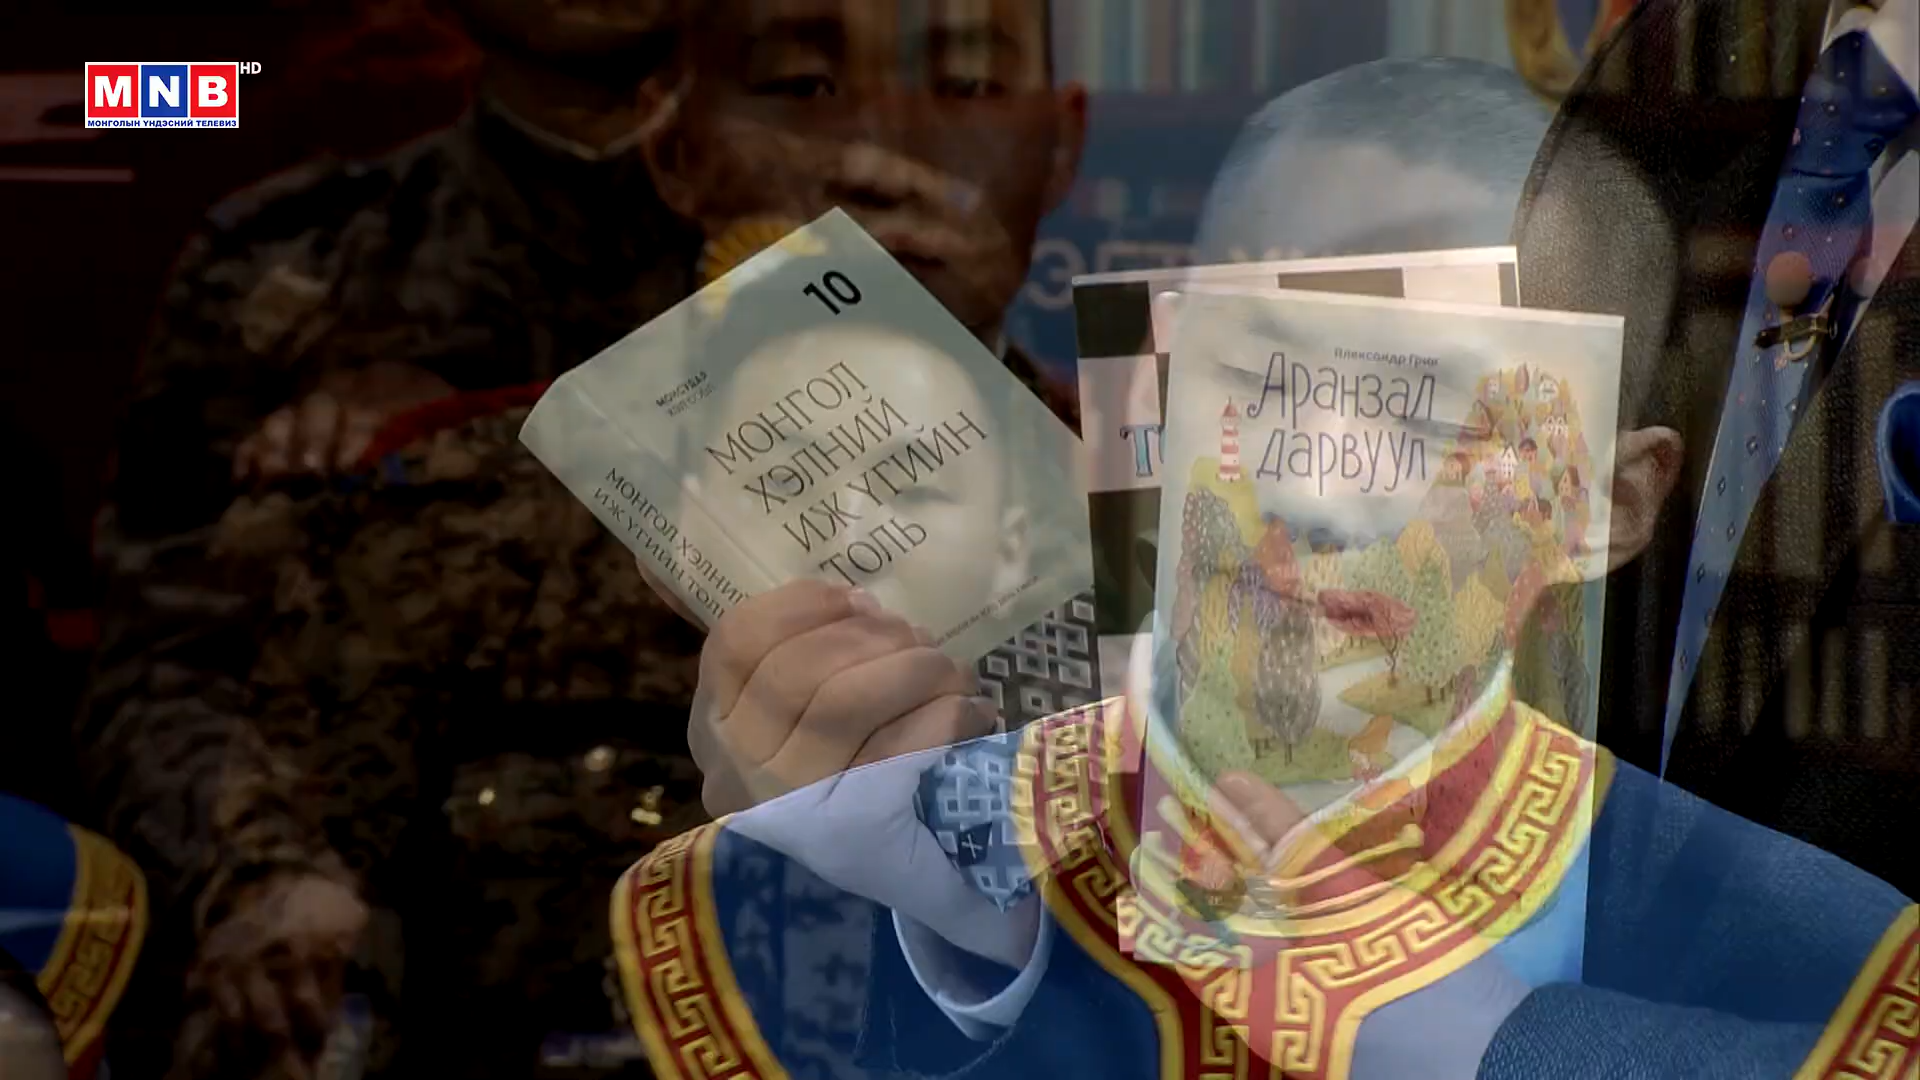 MNB HD
МОНГОЛЫН ҮНДЭСНИЙ ТЕЛЕВИЗ
10
МОНГОЛ
ХЭЛНИЙ
ИЖ ҮГИЙН
ТОЛЬ
МОНГОЛ ХЭЛНИЙ
ИЖ ҮГИЙН ТОЛЬ
Александр Грин
Аранзал
дарвуул